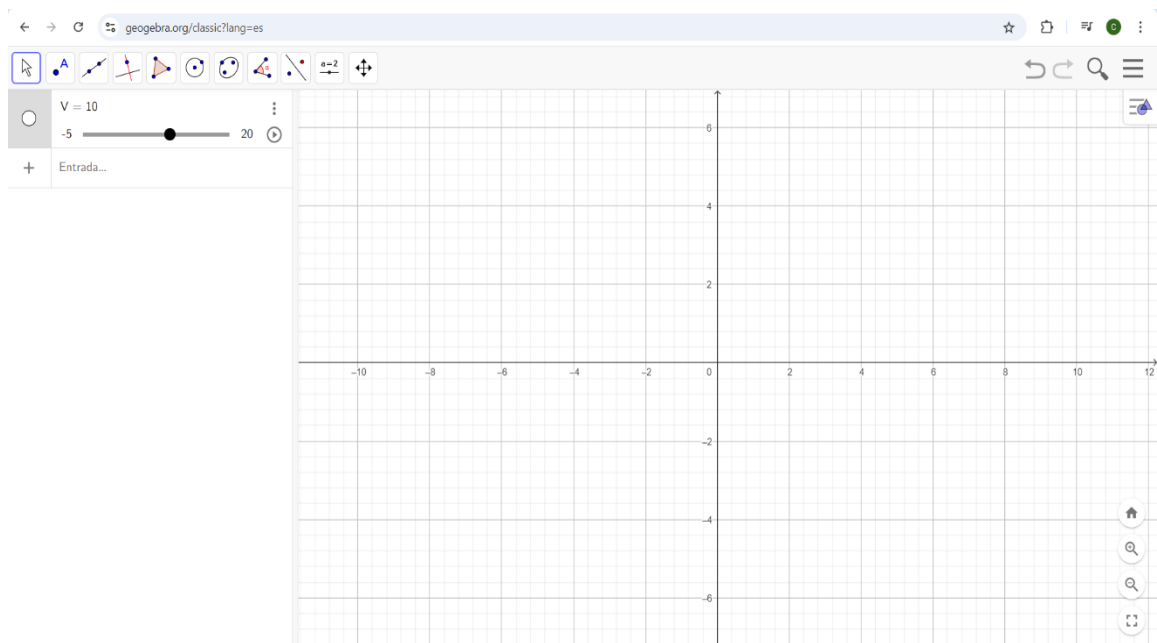 geogebra.org/classic?lang=es
C
A
α
a=2
V = 10
-5 20
Entrada...
6
4
2
−10 −8 −6 −4 −2 0 2 4 6 8 10 12
−2
−4
−6